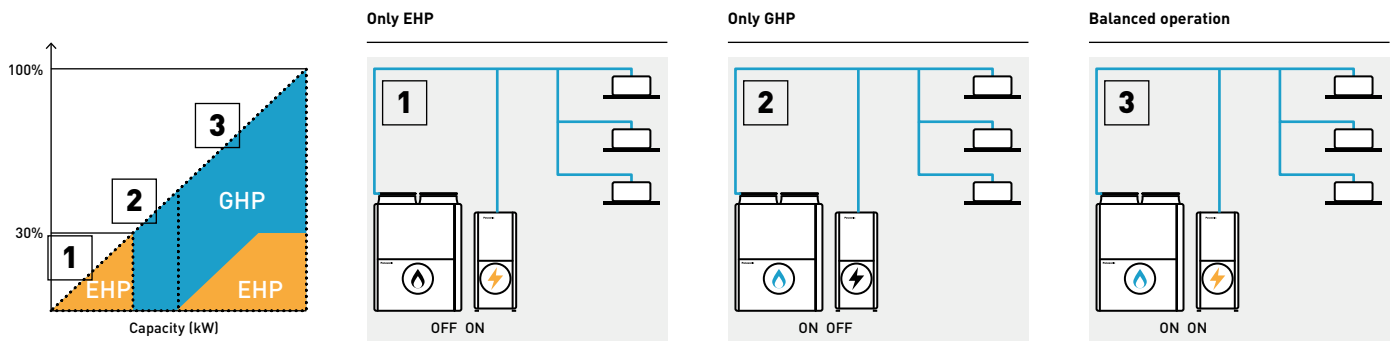 Only EHP
Only GHP
Balanced operation
100%
30%
1
2
3
GHP
EHP
EHP
Capacity (kW)
1
OFF ON
2
ON OFF
3
ON ON